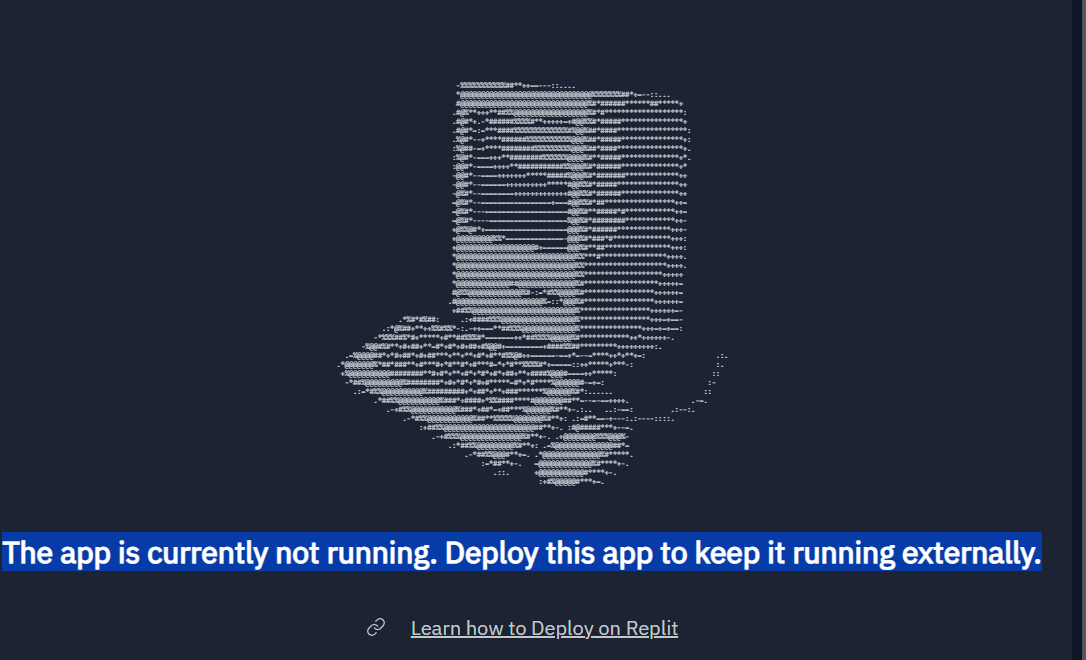 The app is currently not running. Deploy this app to keep it running externally.
Learn how to Deploy on Replit